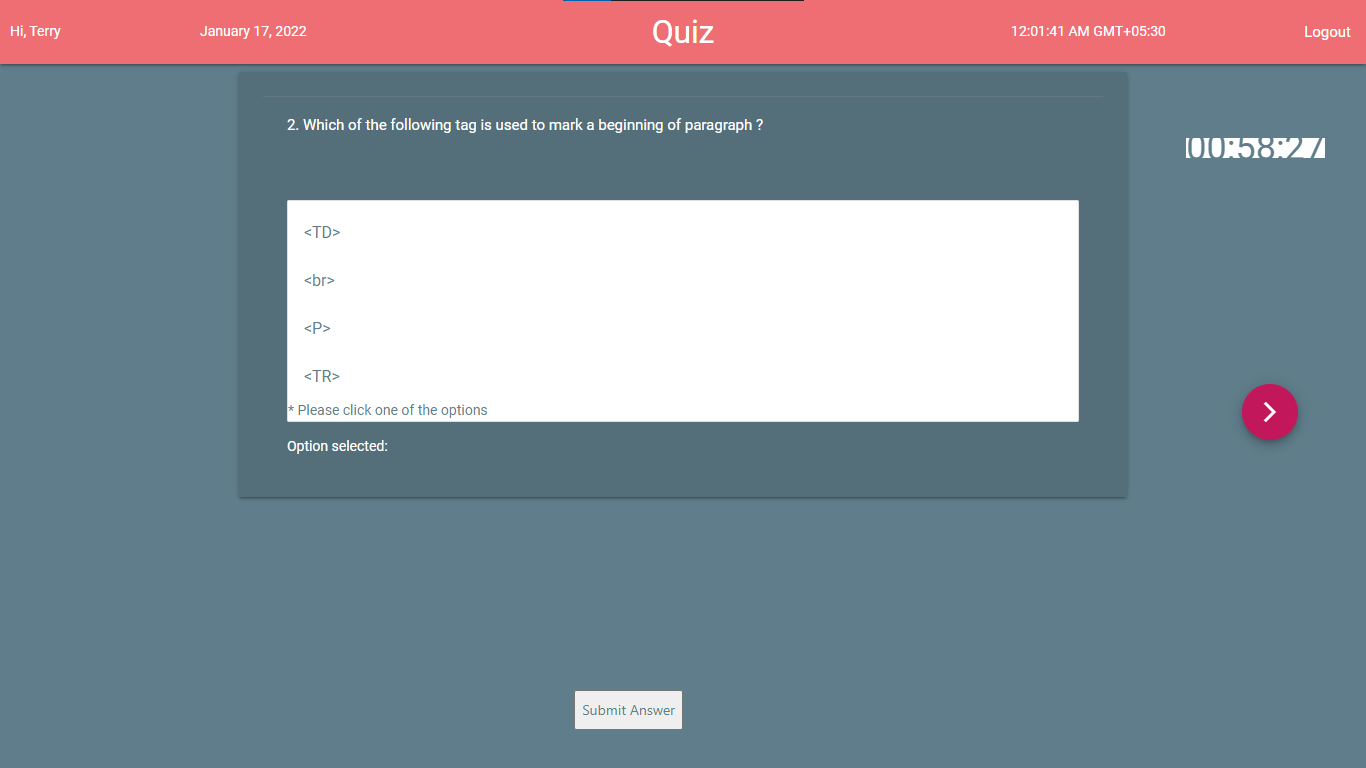 Hi, Terry
January 17, 2022
Quiz
12:01:41 AM GMT+05:30
Logout
2. Which of the following tag is used to mark a beginning of paragraph ?
00:58:27
<TD>
<br>
<P>
<TR>
* Please click one of the options
Option selected:
Submit Answer